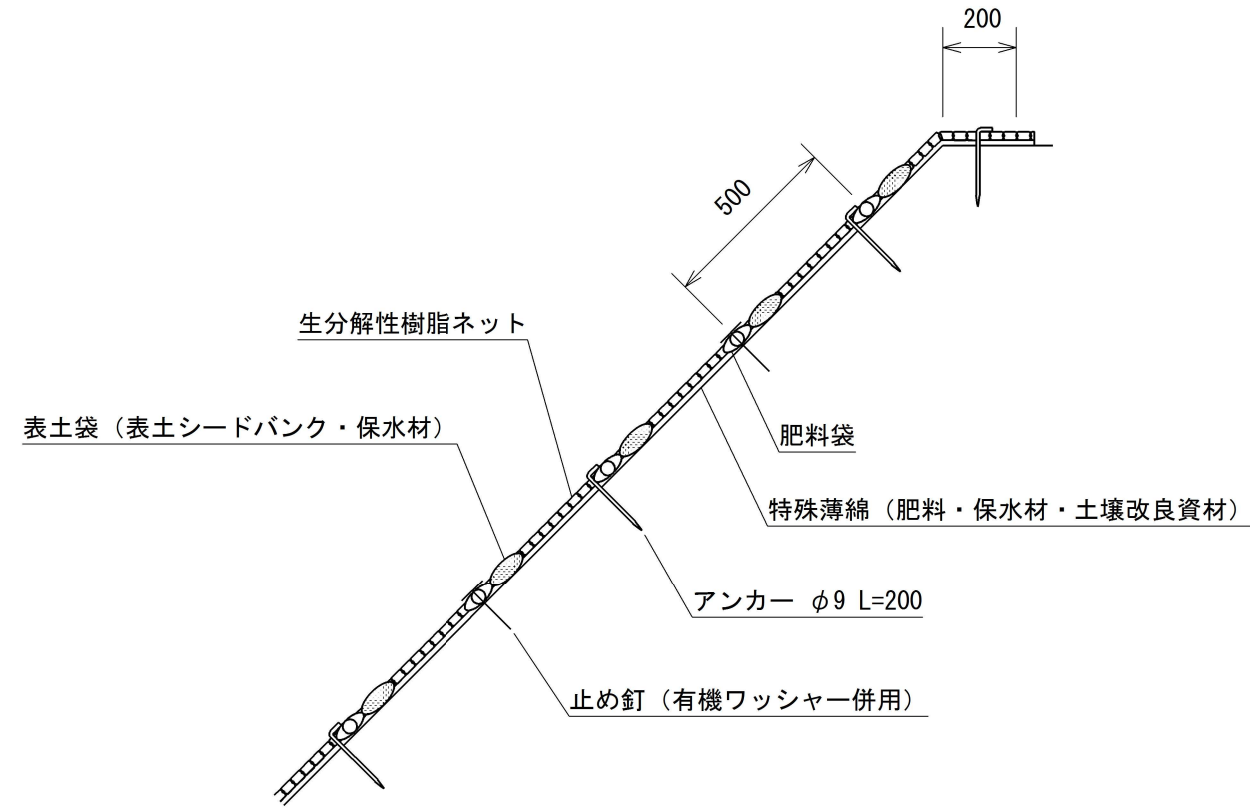 200
500
生分解性樹脂ネット
表土袋（表土シードバンク・保水材）
肥料袋
特殊薄綿（肥料・保水材・土壌改良資材）
アンカー φ9 L=200
止め釘（有機ワッシャー併用）